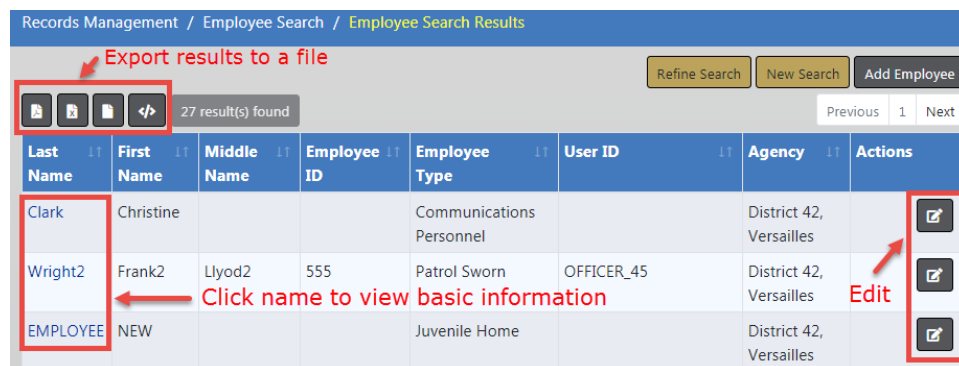 Records Management / Employee Search / Employee Search Results
Export results to a file
Refine Search New Search Add Employee
27 result(s) found
Previous 1 Next
Last Name First Name Middle Name Employee ID Employee Type User ID Agency Actions
Clark Christine Communications Personnel District 42, Versailles
Wright2 Frank2 Llyod2 555 Patrol Sworn OFFICER_45 District 42, Versailles
Click name to view basic information
Edit
EMPLOYEE NEW Juvenile Home District 42, Versailles